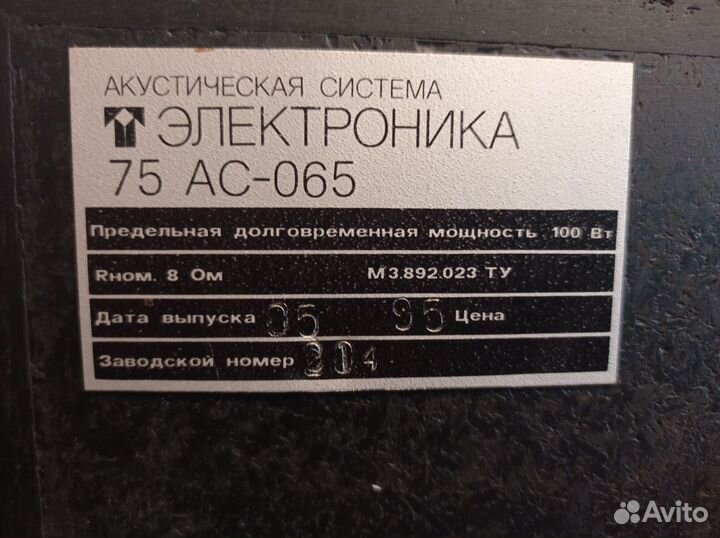 АКУСТИЧЕСКАЯ СИСТЕМА
ЭЛЕКТРОНИКА
75 АС-065
Предельная долговременная мощность 100 Вт
Rном. 8 Ом М3.892.023 ТУ
Дата выпуска 05 95 Цена
Заводской номер 204
Avito